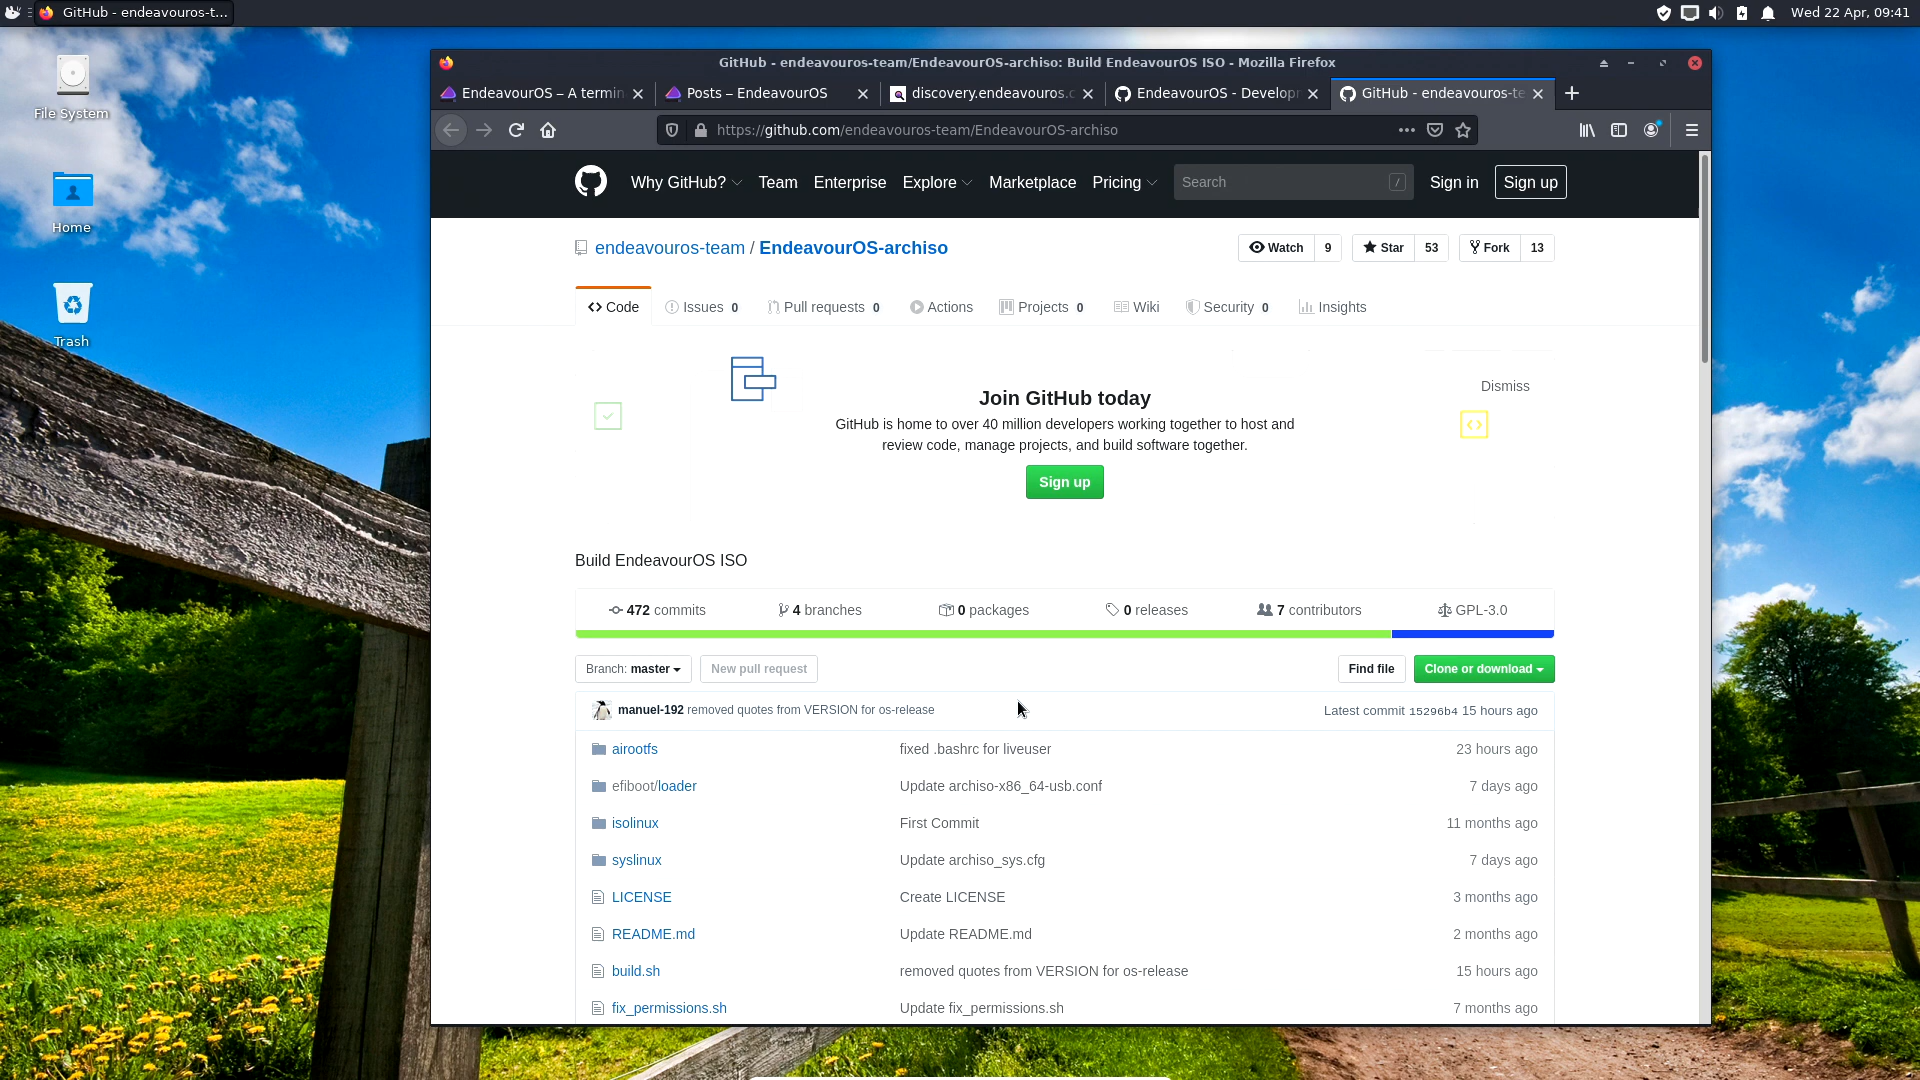 GitHub - endeavouros-t...
Wed 22 Apr, 09:41
File System
Home
Trash
GitHub - endeavouros-team/EndeavourOS-archiso: Build EndeavourOS ISO - Mozilla Firefox
EndeavourOS – A termin
Posts – EndeavourOS
discovery.endeavouros.c
EndeavourOS - Develop
GitHub - endeavouros-te
https://github.com/endeavouros-team/EndeavourOS-archiso
Why GitHub? Team Enterprise Explore Marketplace Pricing Search / Sign in Sign up
endeavouros-team / EndeavourOS-archiso
Watch 9 Star 53 Fork 13
Code Issues 0 Pull requests 0 Actions Projects 0 Wiki Security 0 Insights
Dismiss
Join GitHub today
GitHub is home to over 40 million developers working together to host and
review code, manage projects, and build software together.
Sign up
Build EndeavourOS ISO
472 commits 4 branches 0 packages 0 releases 7 contributors GPL-3.0
Branch: master New pull request Find file Clone or download
manuel-192 removed quotes from VERSION for os-release Latest commit 15296b4 15 hours ago
airootfs fixed .bashrc for liveuser 23 hours ago
efiboot/loader Update archiso-x86_64-usb.conf 7 days ago
isolinux First Commit 11 months ago
syslinux Update archiso_sys.cfg 7 days ago
LICENSE Create LICENSE 3 months ago
README.md Update README.md 2 months ago
build.sh removed quotes from VERSION for os-release 15 hours ago
fix_permissions.sh Update fix_permissions.sh 7 months ago